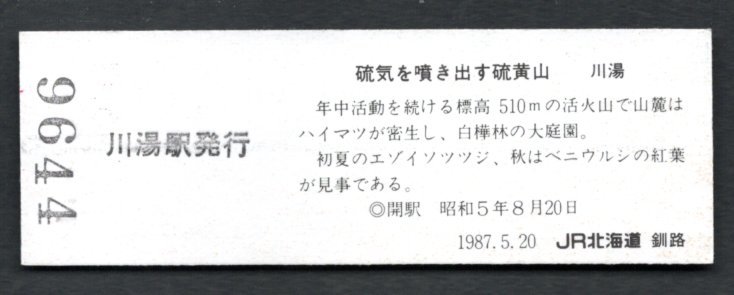 9644
川湯駅発行
硫気を噴き出す硫黄山 川湯
年中活動を続ける標高510mの活火山で山麓は
ハイマツが密生し、白樺林の大庭園。
初夏のエゾイソツツジ、秋はベニウルシの紅葉
が見事である。
◎開駅 昭和5年8月20日
1987.5.20 JR北海道 釧路